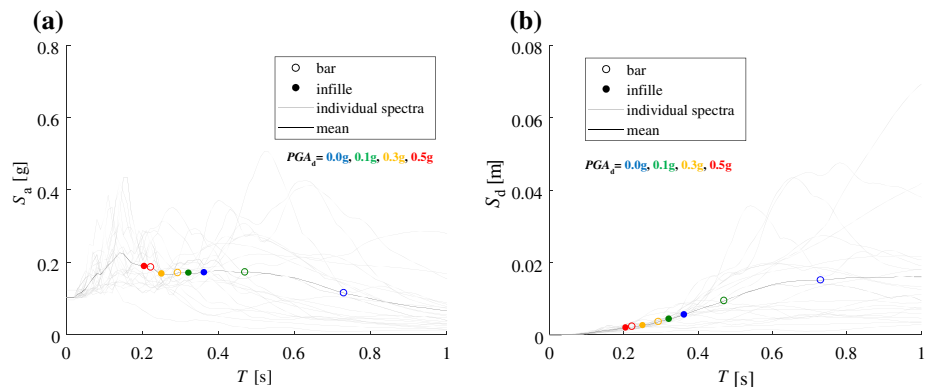 (a)
0.8
0.6
0.4
0.2
0
0 0.2 0.4 0.6 0.8 1
S_a [g]
T [s]
bar
infille
individual spectra
mean
PGA_d= 0.0g, 0.1g, 0.3g, 0.5g
(b)
0.08
0.06
0.04
0.02
0
0 0.2 0.4 0.6 0.8 1
S_d [m]
T [s]
bar
infille
individual spectra
mean
PGA_d= 0.0g, 0.1g, 0.3g, 0.5g